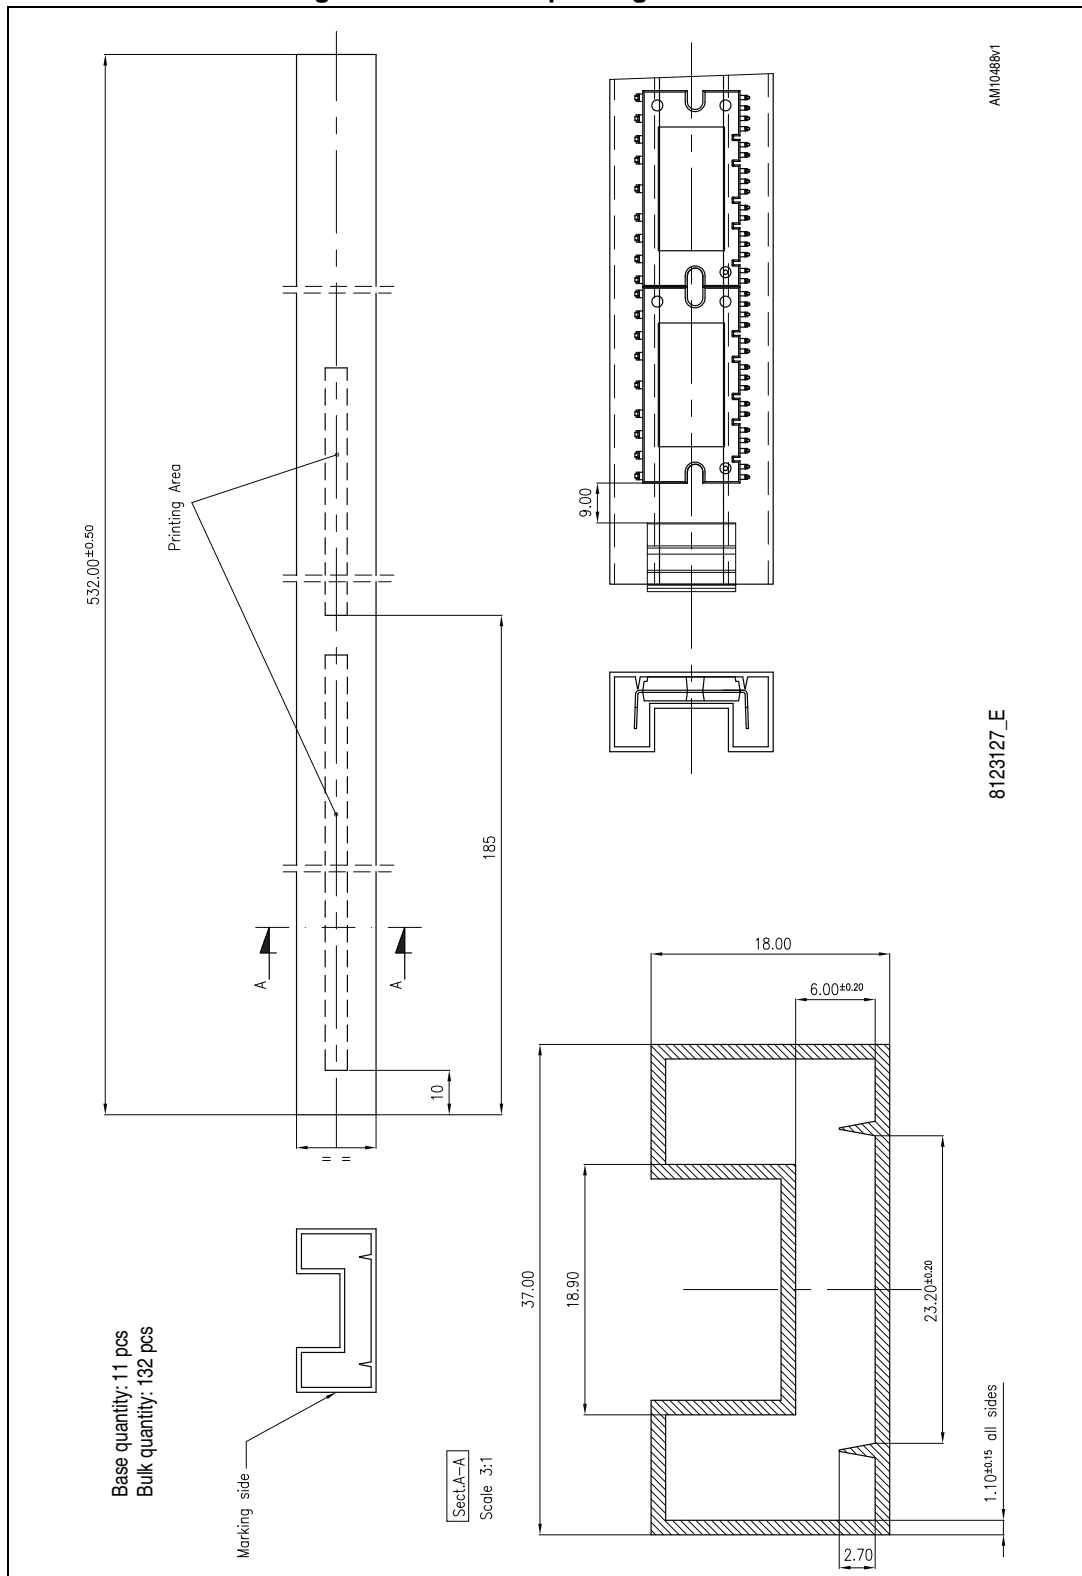 AM10488v1
532.00±0.50
Printing Area
9.00
185
A
A
10
= =
8123127_E
18.00
6.00±0.20
37.00
18.90
23.20±0.20
1.10±0.15 all sides
2.70
Base quantity: 11 pcs
Bulk quantity: 132 pcs
Marking side
Sect.A-A
Scale 3:1